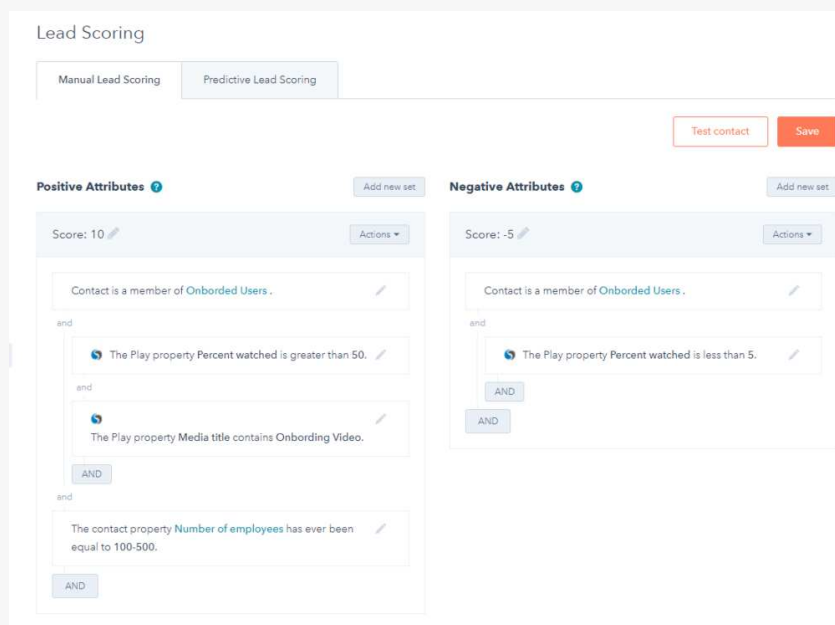 Lead Scoring
Manual Lead Scoring
Predictive Lead Scoring
Test contact
Save
Positive Attributes ?
Add new set
Score: 10
Actions
Contact is a member of Onborded Users .
and
The Play property Percent watched is greater than 50.
and
The Play property Media title contains Onbording Video.
AND
and
The contact property Number of employees has ever been
equal to 100-500.
AND
Negative Attributes ?
Add new set
Score: -5
Actions
Contact is a member of Onborded Users .
and
The Play property Percent watched is less than 5.
AND
AND